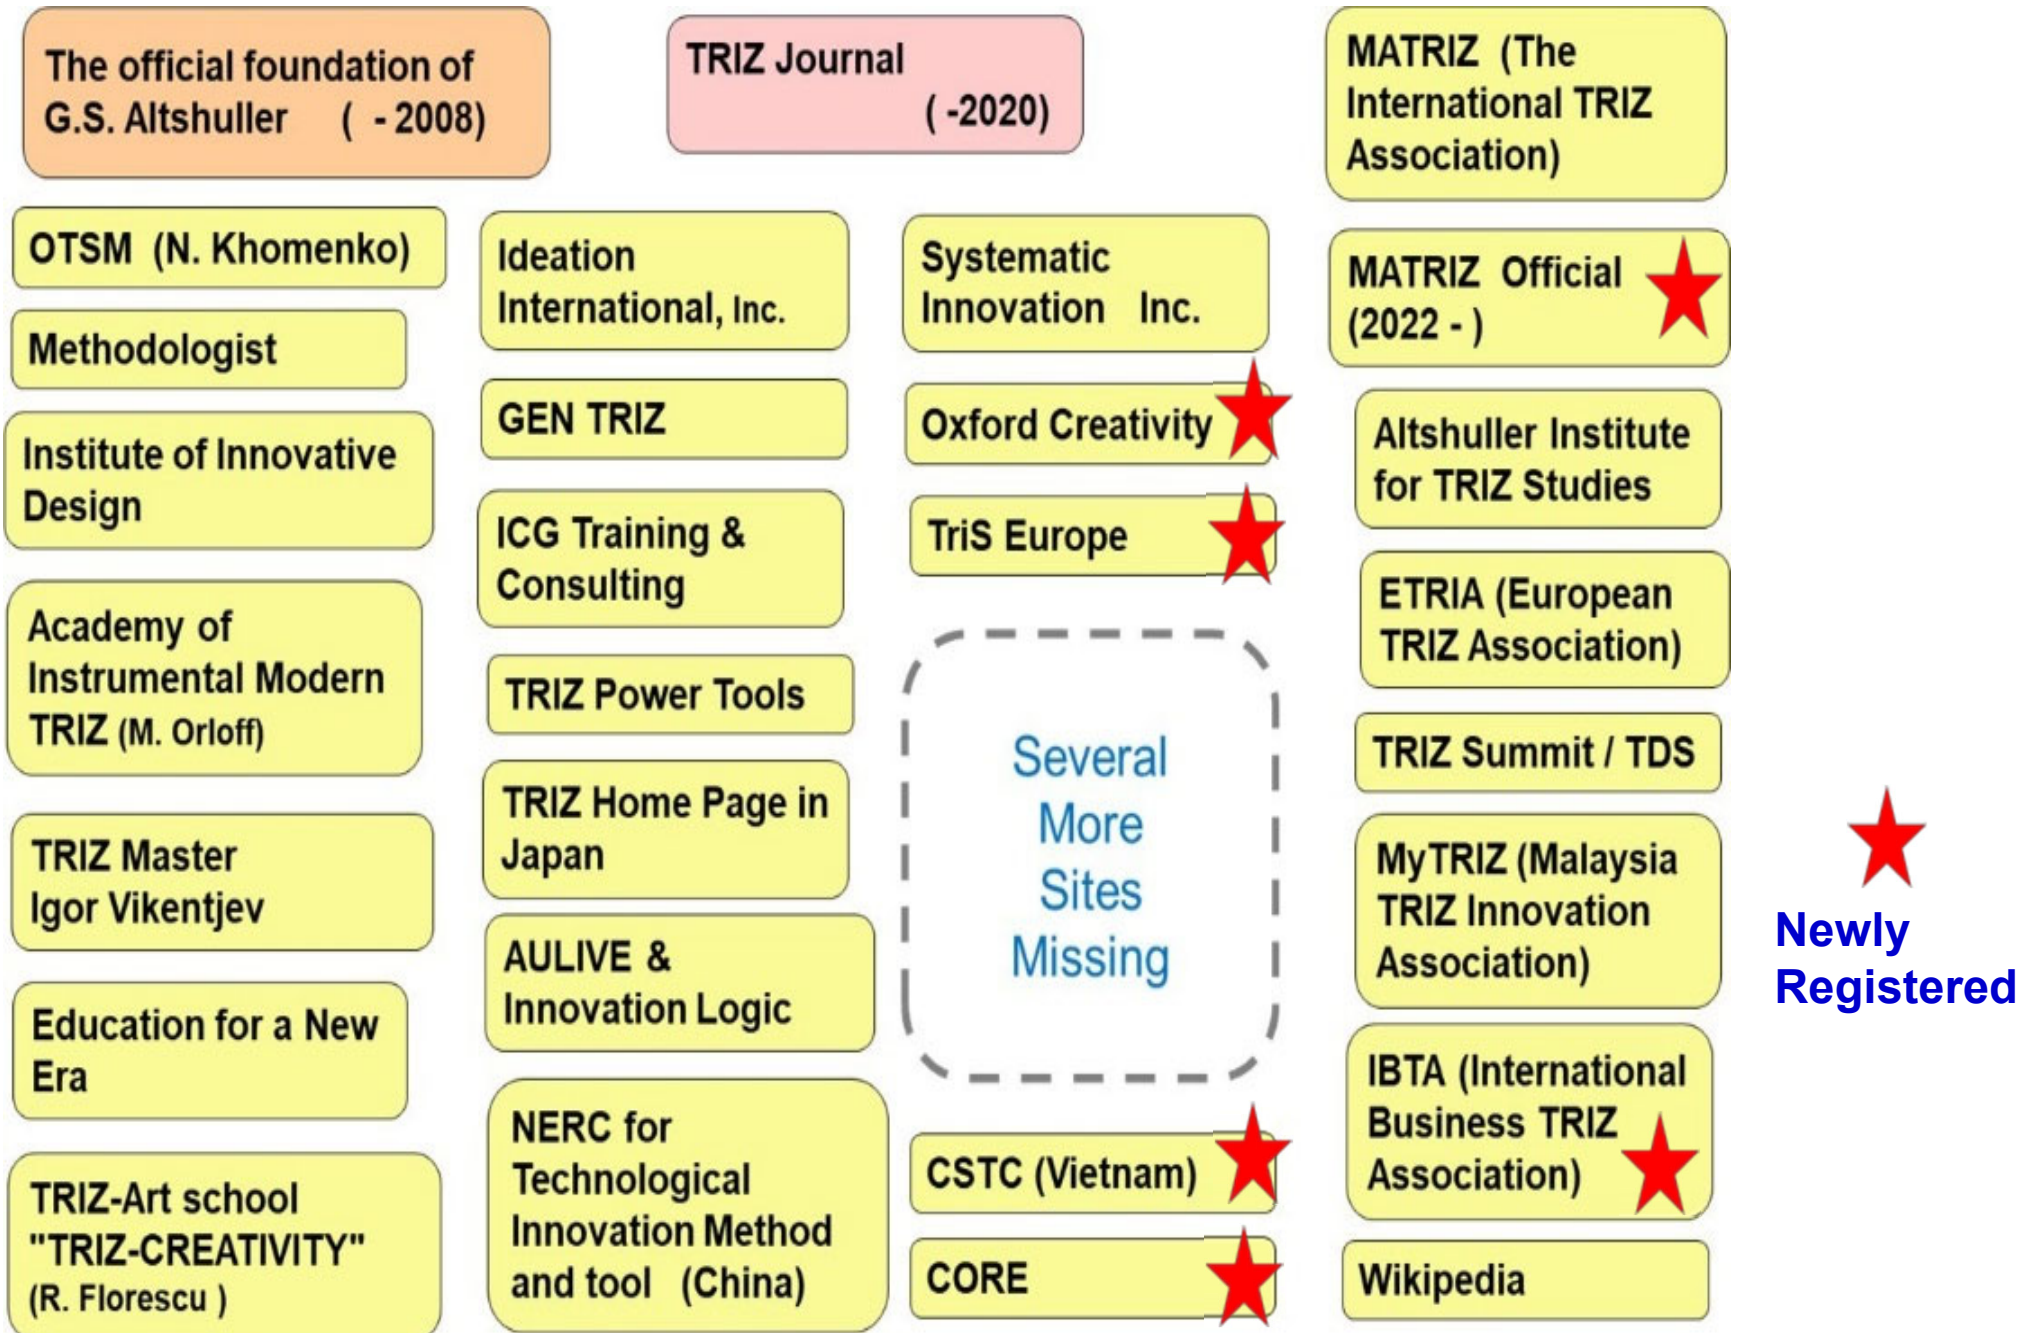 The official foundation of
G.S. Altshuller ( - 2008)
TRIZ Journal
( -2020)
MATRIZ (The
International TRIZ
Association)
OTSM (N. Khomenko)
Methodologist
Institute of Innovative
Design
Academy of
Instrumental Modern
TRIZ (M. Orloff)
TRIZ Master
Igor Vikentjev
Education for a New
Era
TRIZ-Art school
"TRIZ-CREATIVITY"
(R. Florescu )
Ideation
International, Inc.
GEN TRIZ
ICG Training &
Consulting
TRIZ Power Tools
TRIZ Home Page in
Japan
AULIVE &
Innovation Logic
NERC for
Technological
Innovation Method
and tool (China)
Systematic
Innovation Inc.
Oxford Creativity
TriS Europe
Several
More
Sites
Missing
CSTC (Vietnam)
CORE
MATRIZ Official
(2022 - )
Altshuller Institute
for TRIZ Studies
ETRIA (European
TRIZ Association)
TRIZ Summit / TDS
MyTRIZ (Malaysia
TRIZ Innovation
Association)
IBTA (International
Business TRIZ
Association)
Wikipedia
Newly
Registered